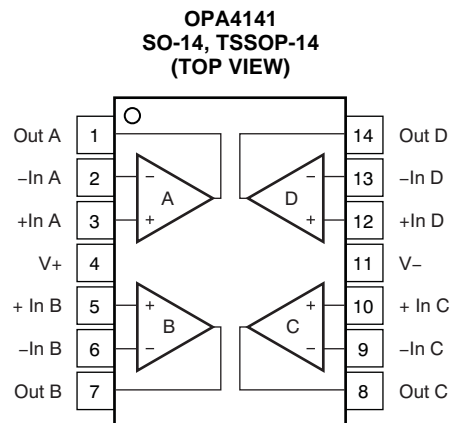 OPA4141
SO-14, TSSOP-14
(TOP VIEW)
Out A 1 14 Out D
−In A 2 − − 13 −In D
A D
+In A 3 + + 12 +In D
V+ 4 11 V−
+ In B 5 + + 10 + In C
B C
−In B 6 − − 9 −In C
Out B 7 8 Out C